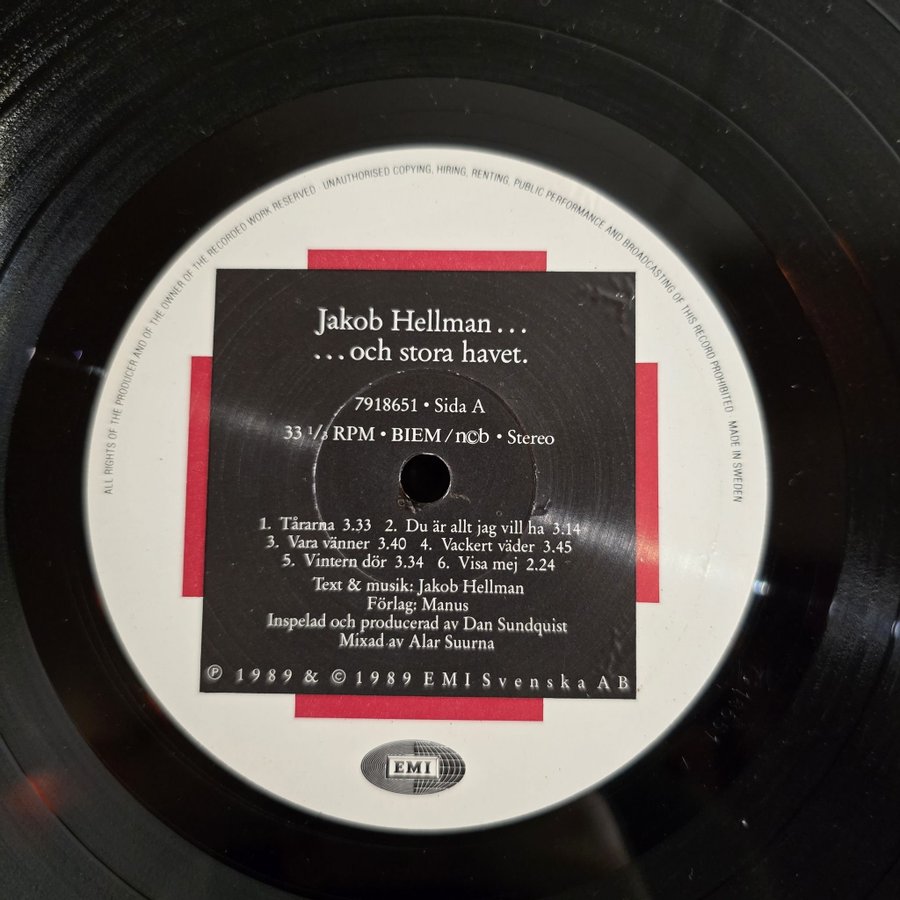 ALL RIGHTS OF THE PRODUCER AND OF THE OWNER OF THE RECORDED WORK RESERVED UNAUTHORISED COPYING, HIRING, RENTING, PUBLIC PERFORMANCE AND BROADCASTING OF THIS RECORD PROHIBITED MADE IN SWEDEN
Jakob Hellman...
...och stora havet.
7918651 • Sida A
33 1/3 RPM • BIEM / n©b • Stereo
1. Tårarna 3.33 2. Du är allt jag vill ha 3.14
3. Vara vänner 3.40 4. Vackert väder 3.45
5. Vintern dör 3.34 6. Visa mej 2.24
Text & musik: Jakob Hellman
Förlag: Manus
Inspelad och producerad av Dan Sundquist
Mixad av Alar Suurna
℗ 1989 & © 1989 EMI Svenska AB
EMI